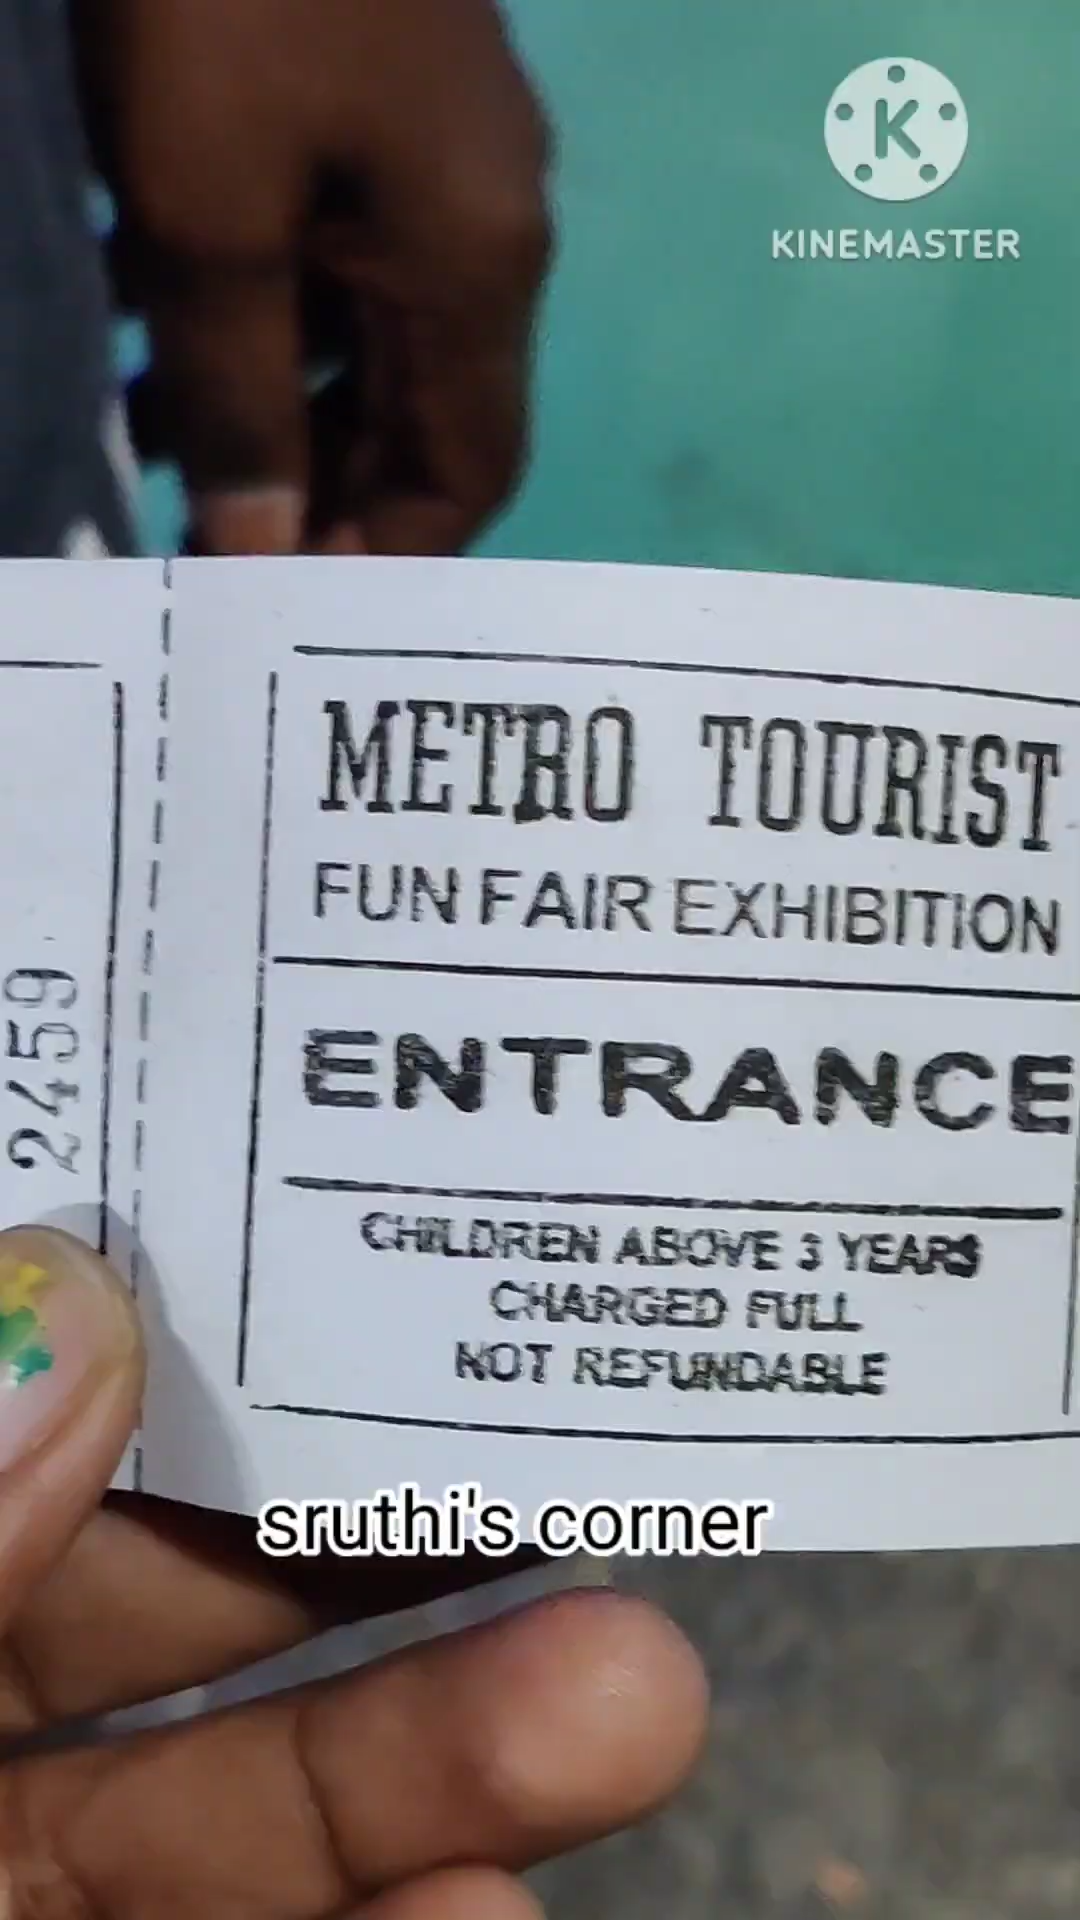 K
KINEMASTER
METRO TOURIST
FUN FAIR EXHIBITION
2459
ENTRANCE
CHILDREN ABOVE 3 YEARS
CHARGED FULL
NOT REFUNDABLE
sruthi's corner